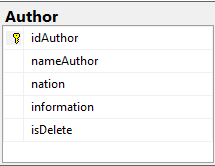 Author
idAuthor
nameAuthor
nation
information
isDelete